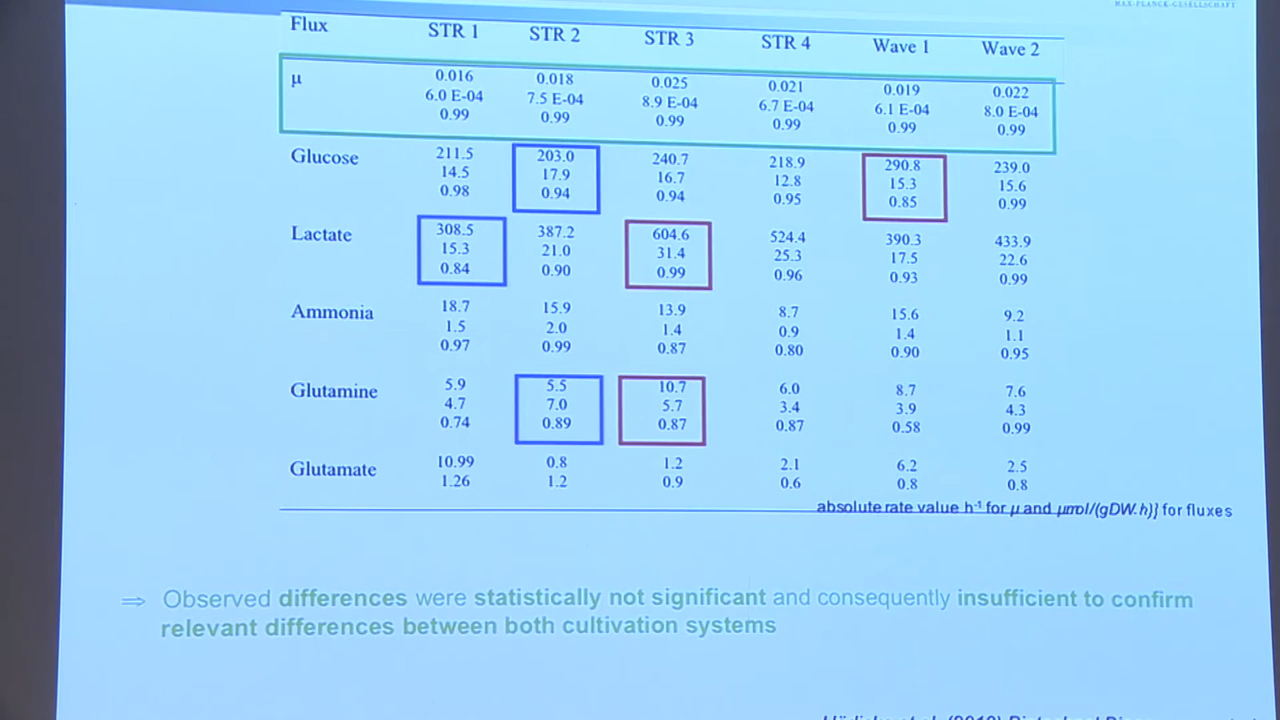 MAX-PLANCK-GESELLSCHAFT
Flux STR 1 STR 2 STR 3 STR 4 Wave 1 Wave 2
μ 0.016 0.018 0.025 0.021 0.019 0.022
6.0 E-04 7.5 E-04 8.9 E-04 6.7 E-04 6.1 E-04 8.0 E-04
0.99 0.99 0.99 0.99 0.99 0.99
Glucose 211.5 203.0 240.7 218.9 290.8 239.0
14.5 17.9 16.7 12.8 15.3 15.6
0.98 0.94 0.94 0.95 0.85 0.99
Lactate 308.5 387.2 604.6 524.4 390.3 433.9
15.3 21.0 31.4 25.3 17.5 22.6
0.84 0.90 0.99 0.96 0.93 0.99
Ammonia 18.7 15.9 13.9 8.7 15.6 9.2
1.5 2.0 1.4 0.9 1.4 1.1
0.97 0.99 0.87 0.80 0.90 0.95
Glutamine 5.9 5.5 10.7 6.0 8.7 7.6
4.7 7.0 5.7 3.4 3.9 4.3
0.74 0.89 0.87 0.87 0.58 0.99
Glutamate 10.99 0.8 1.2 2.1 6.2 2.5
1.26 1.2 0.9 0.6 0.8 0.8
absolute rate value h⁻¹ for μ and μmol/(gDW.h)} for fluxes
⇒ Observed differences were statistically not significant and consequently insufficient to confirm
relevant differences between both cultivation systems